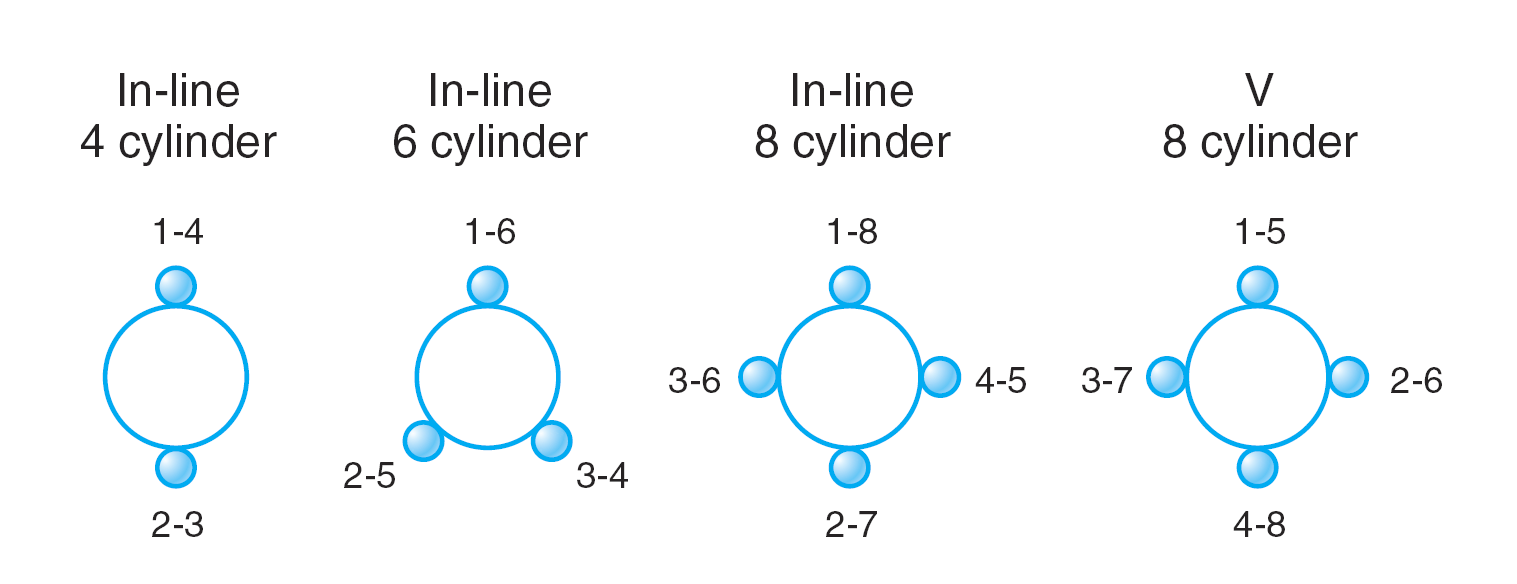 In-line
4 cylinder
In-line
6 cylinder
In-line
8 cylinder
V
8 cylinder
1-4
2-3
1-6
2-5
3-4
1-8
3-6
4-5
2-7
1-5
3-7
2-6
4-8